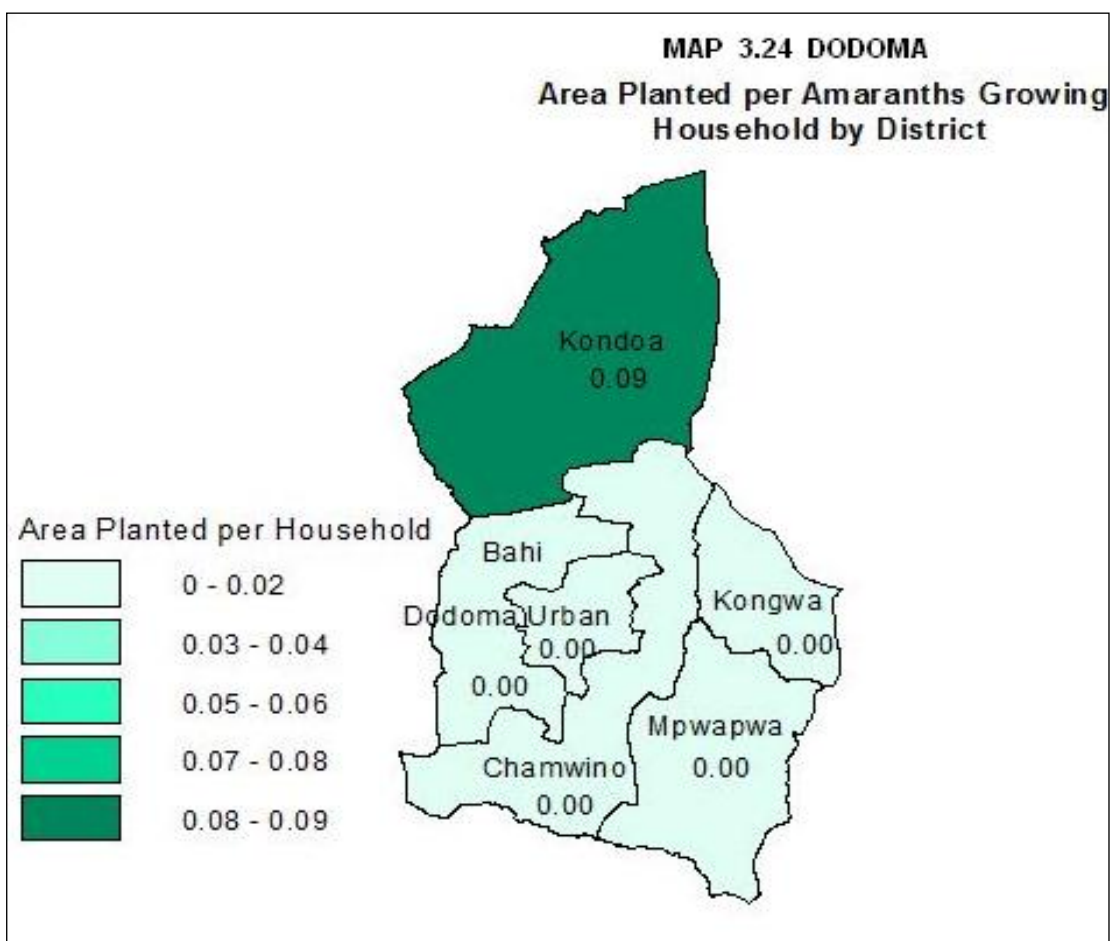 MAP 3.24 DODOMA
Area Planted per Amaranths Growing
Household by District
Kondoa
0.09
Area Planted per Household
0 - 0.02
0.03 - 0.04
0.05 - 0.06
0.07 - 0.08
0.08 - 0.09
Bahi
0.00
Dodoma Urban
0.00
Kongwa
0.00
Mpwapwa
0.00
Chamwino
0.00